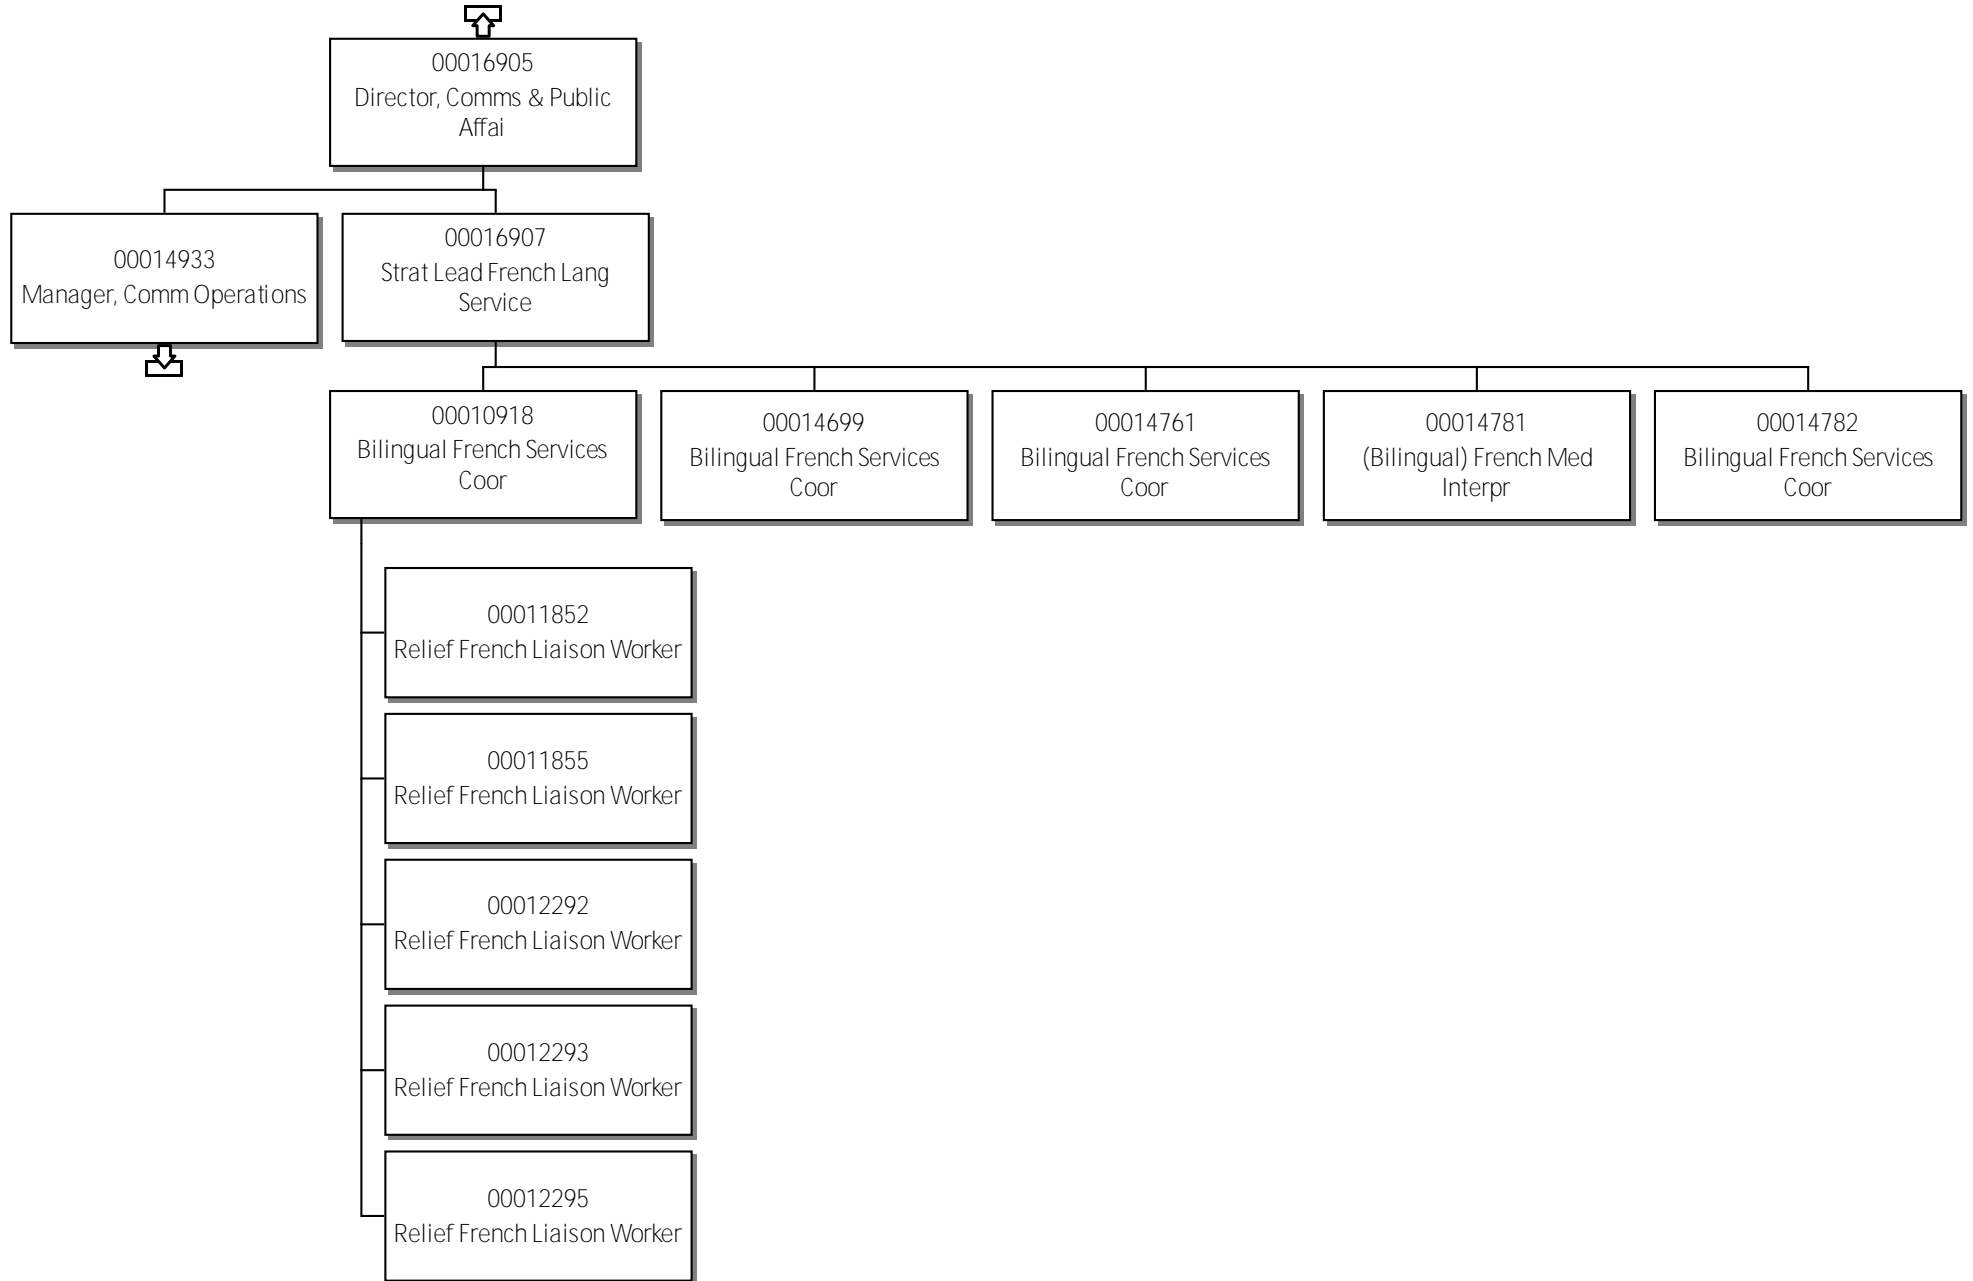 00016905
Director, Comms & Public
Affai
00014933
Manager, Comm Operations
00016907
Strat Lead French Lang
Service
00010918
Bilingual French Services
Coor
00014699
Bilingual French Services
Coor
00014761
Bilingual French Services
Coor
00014781
(Bilingual) French Med
Interpr
00014782
Bilingual French Services
Coor
00011852
Relief French Liaison Worker
00011855
Relief French Liaison Worker
00012292
Relief French Liaison Worker
00012293
Relief French Liaison Worker
00012295
Relief French Liaison Worker